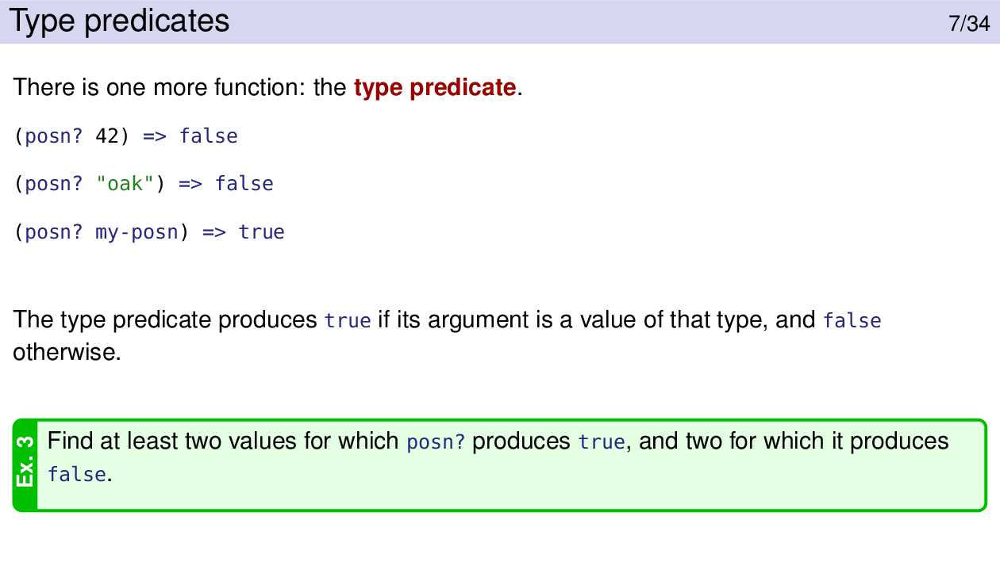 Type predicates
7/34
There is one more function: the type predicate.
(posn? 42) => false
(posn? "oak") => false
(posn? my-posn) => true
The type predicate produces true if its argument is a value of that type, and false
otherwise.
Ex. 3
Find at least two values for which posn? produces true, and two for which it produces
false.